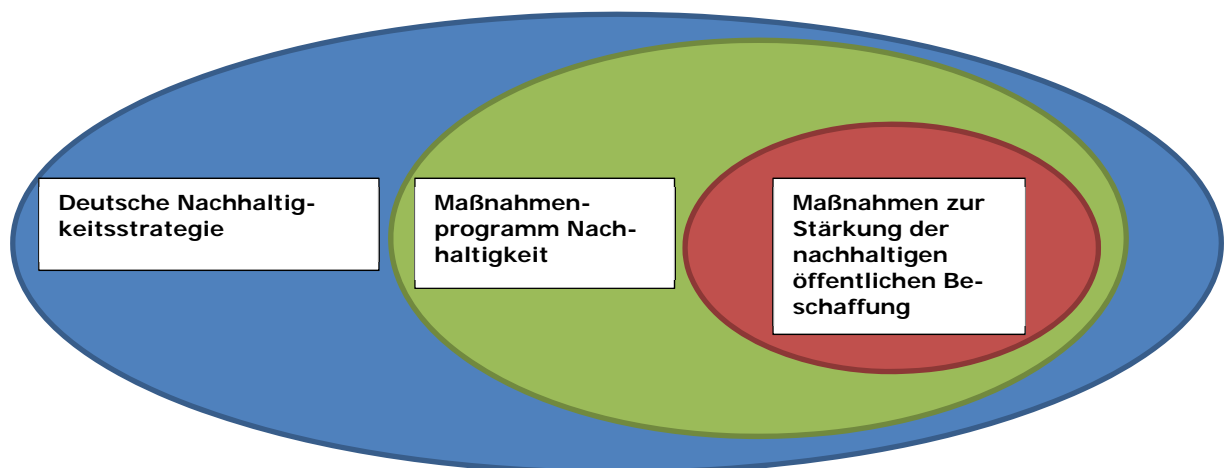 Deutsche Nachhaltig-
keitsstrategie
Maßnahmen-
programm Nach-
haltigkeit
Maßnahmen zur
Stärkung der
nachhaltigen
öffentlichen Be-
schaffung